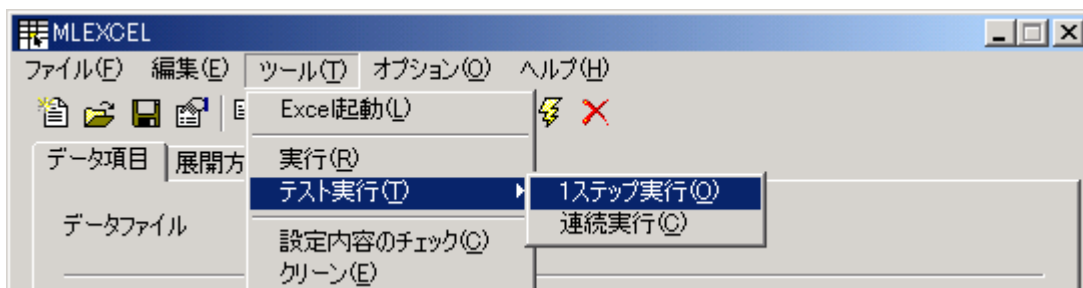 MLEXCEL
ファイル(F) 編集(E) ツール(T) オプション(O) ヘルプ(H)
Excel起動(L)
データ項目 展開方
実行(R)
テスト実行(T) 1ステップ実行(O)
データファイル
連続実行(C)
設定内容のチェック(C)
クリーン(E)